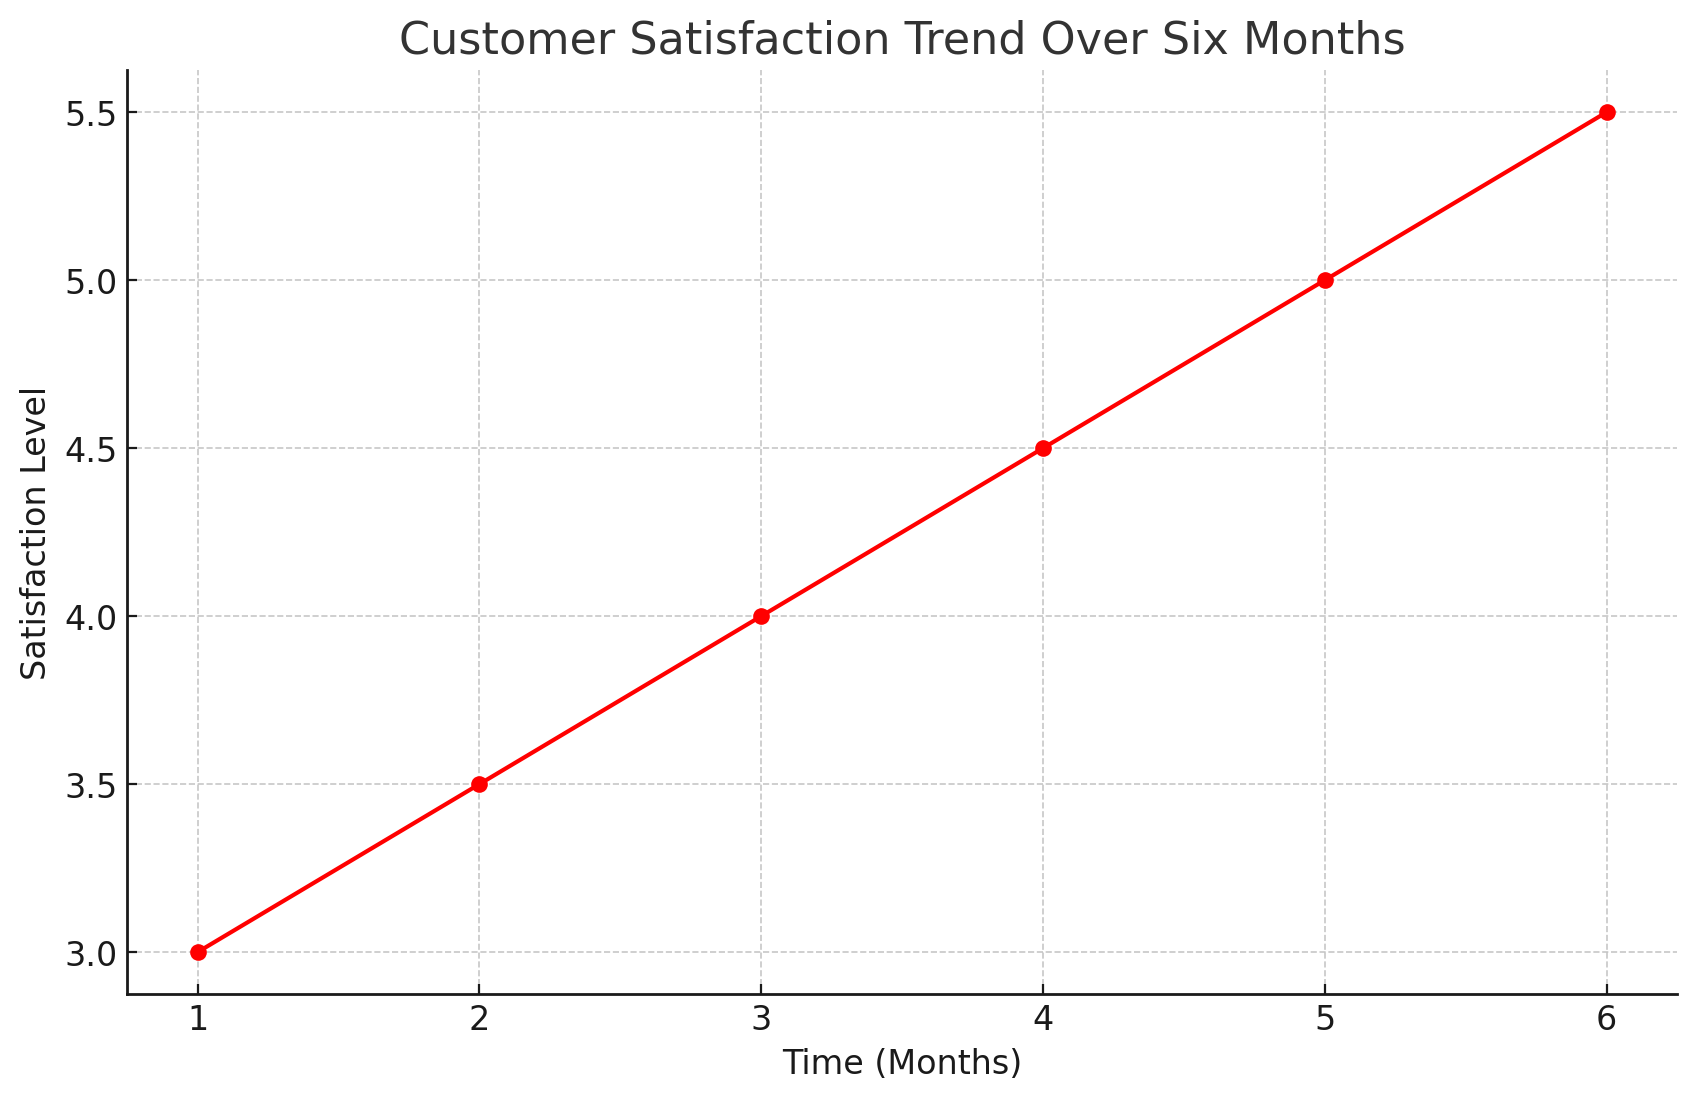 Customer Satisfaction Trend Over Six Months
5.5
5.0
4.5
4.0
3.5
3.0
Satisfaction Level
1 2 3 4 5 6
Time (Months)